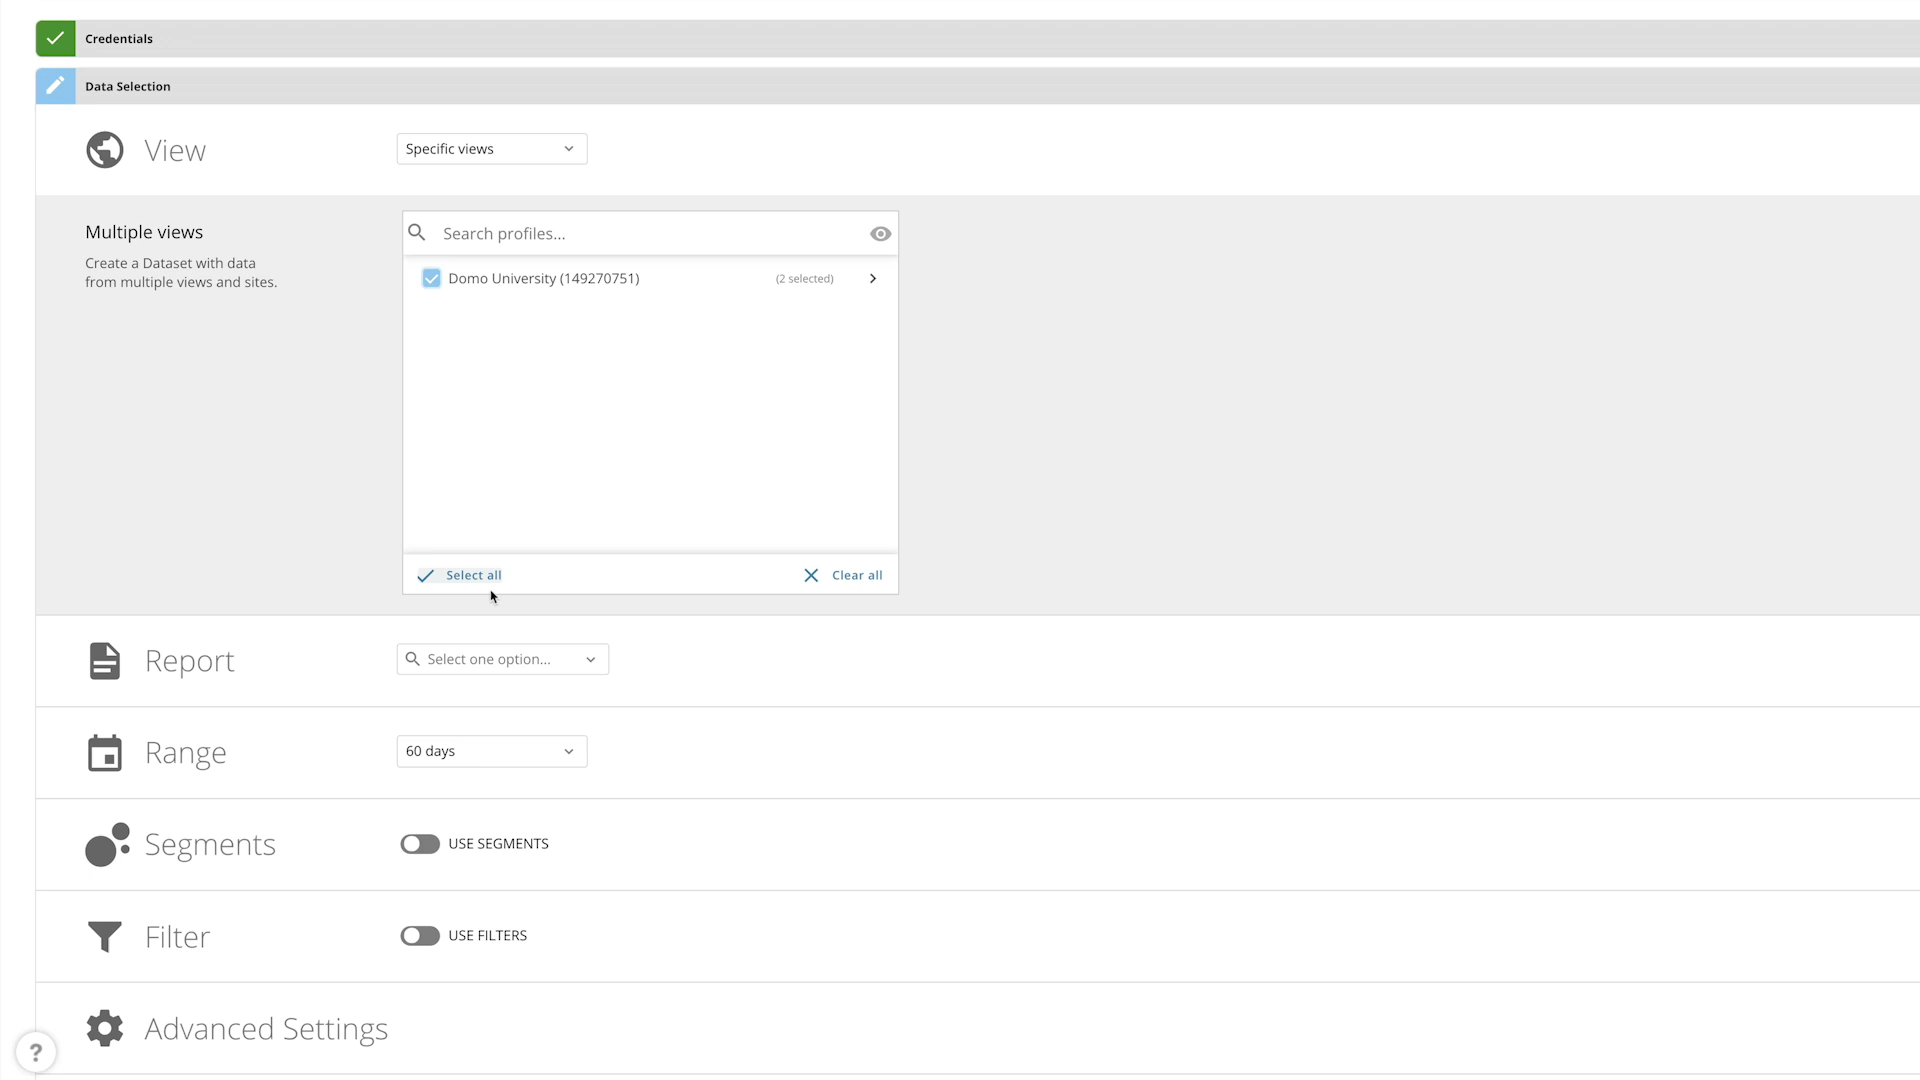 Credentials
Data Selection
View
Specific views
Multiple views
Create a Dataset with data
from multiple views and sites.
Search profiles...
Domo University (149270751)
(2 selected)
Select all
Clear all
Report
Select one option...
Range
60 days
Segments
USE SEGMENTS
Filter
USE FILTERS
Advanced Settings
?